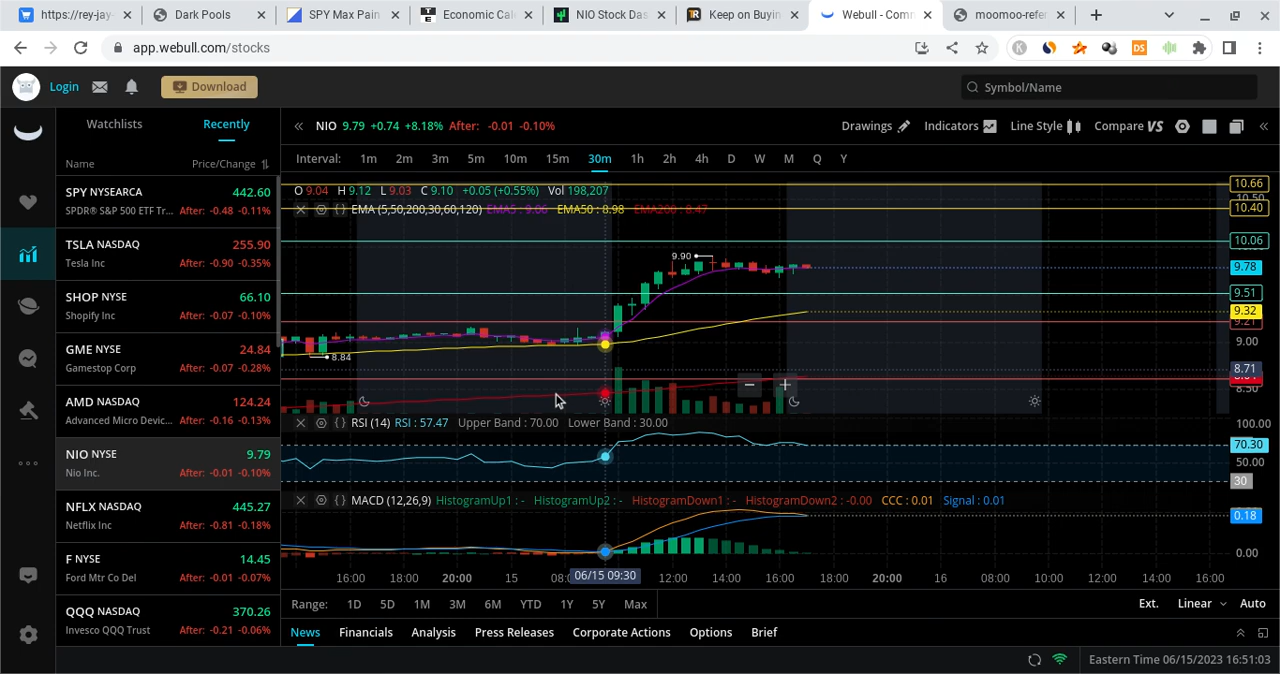 https://rey-jay-
Dark Pools
SPY Max Pain
Economic Cal
NIO Stock Das
Keep on Buyin
Webull - Com
moomoo-refer
app.webull.com/stocks
Login
Download
Symbol/Name
Watchlists
Recently
NIO 9.79 +0.74 +8.18% After: -0.01 -0.10%
Drawings
Indicators
Line Style
Compare VS
Name
Price/Change
Interval: 1m 2m 3m 5m 10m 15m 30m 1h 2h 4h D W M Q Y
SPY NYSEARCA 442.60
SPDR® S&P 500 ETF Tr... After: -0.48 -0.11%
TSLA NASDAQ 255.90
Tesla Inc After: -0.90 -0.35%
SHOP NYSE 66.10
Shopify Inc After: -0.07 -0.10%
GME NYSE 24.84
Gamestop Corp After: -0.07 -0.28%
AMD NASDAQ 124.24
Advanced Micro Devic... After: -0.16 -0.13%
NIO NYSE 9.79
Nio Inc. After: -0.01 -0.10%
NFLX NASDAQ 445.27
Netflix Inc After: -0.81 -0.18%
F NYSE 14.45
Ford Mtr Co Del After: -0.01 -0.07%
QQQ NASDAQ 370.26
Invesco QQQ Trust After: -0.21 -0.06%
O 9.04 H 9.12 L 9.03 C 9.10 +0.05 (+0.55%) Vol 198,207
EMA (5,50,200,30,60,120) EMA5 : 9.06 EMA50 : 8.98 EMA200 : 8.47
9.90
8.84
10.66
10.40
10.06
9.78
9.51
9.32
9.21
9.00
8.71
8.50
RSI (14) RSI : 57.47 Upper Band : 70.00 Lower Band : 30.00
100.00
70.30
50.00
30
MACD (12,26,9) HistogramUp1 : - HistogramUp2 : - HistogramDown1 : - HistogramDown2 : -0.00 CCC : 0.01 Signal : 0.01
0.18
0.00
16:00 18:00 20:00 15 08:0 06/15 09:30 12:00 14:00 16:00 18:00 20:00 16 08:00 10:00 12:00 14:00 16:00
Range: 1D 5D 1M 3M 6M YTD 1Y 5Y Max
Ext. Linear Auto
News Financials Analysis Press Releases Corporate Actions Options Brief
Eastern Time 06/15/2023 16:51:03